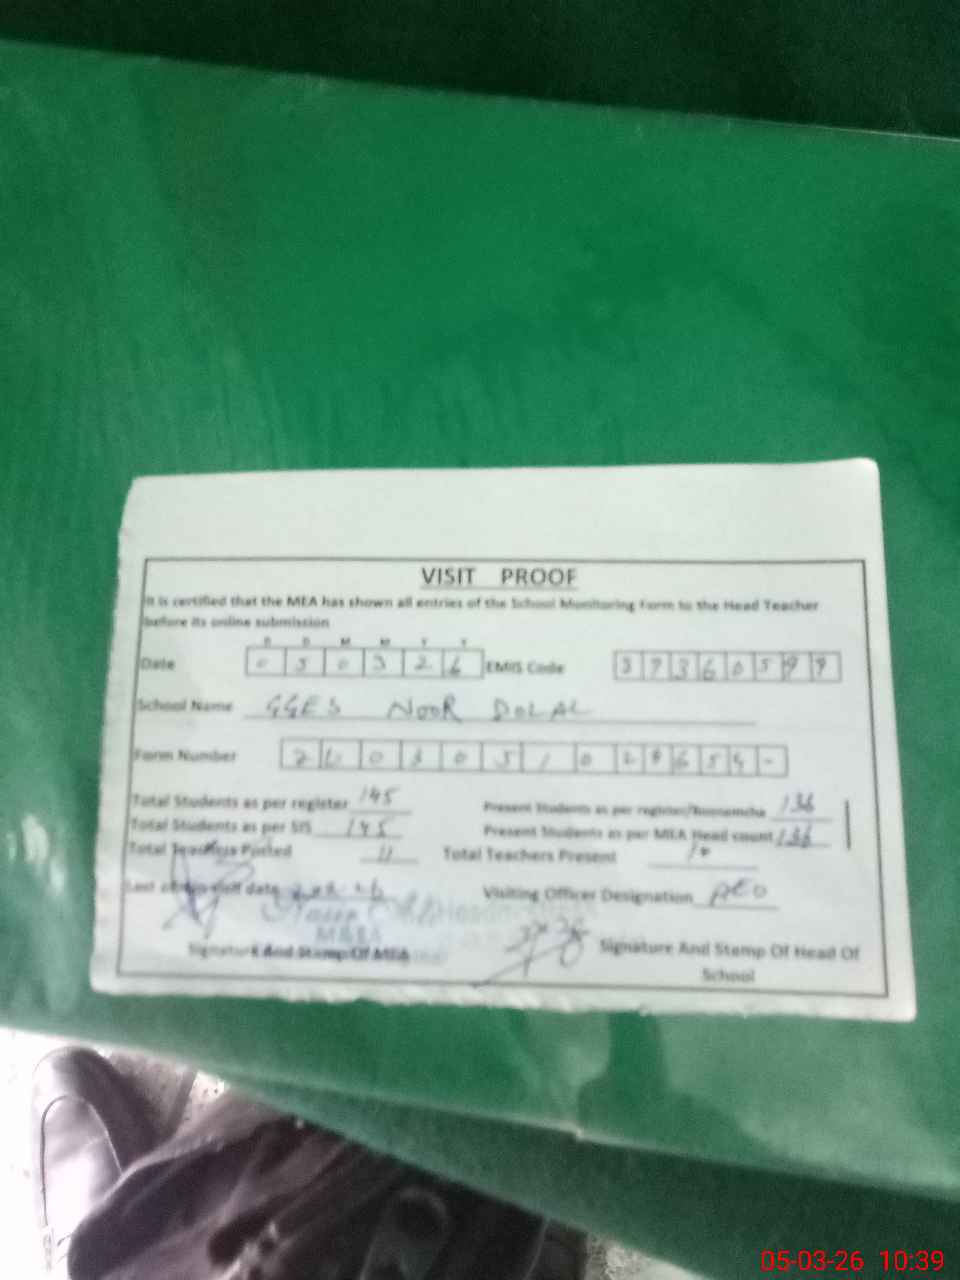 VISIT PROOF
It is certified that the MEA has shown all entries of the School Monitoring Form to the Head Teacher
before its online submission
D D M M Y Y
Date 0 5 0 3 2 6 EMIS Code 3 7 3 6 0 5 9 9
School Name GGES NOOR DOLAL
Form Number 2 6 0 3 0 5 1 0 2 8 6 5 4 -
Total Students as per register 145 Present Students as per register/Roznamcha 136
Total Students as per SIS 145 Present Students as per MEA Head count 136
Total Teachers Posted 11 Total Teachers Present 10
Last visit date Visiting Officer Designation AEO
Signature And Stamp Of MEA Signature And Stamp Of Head Of
School
05-03-26 10:39